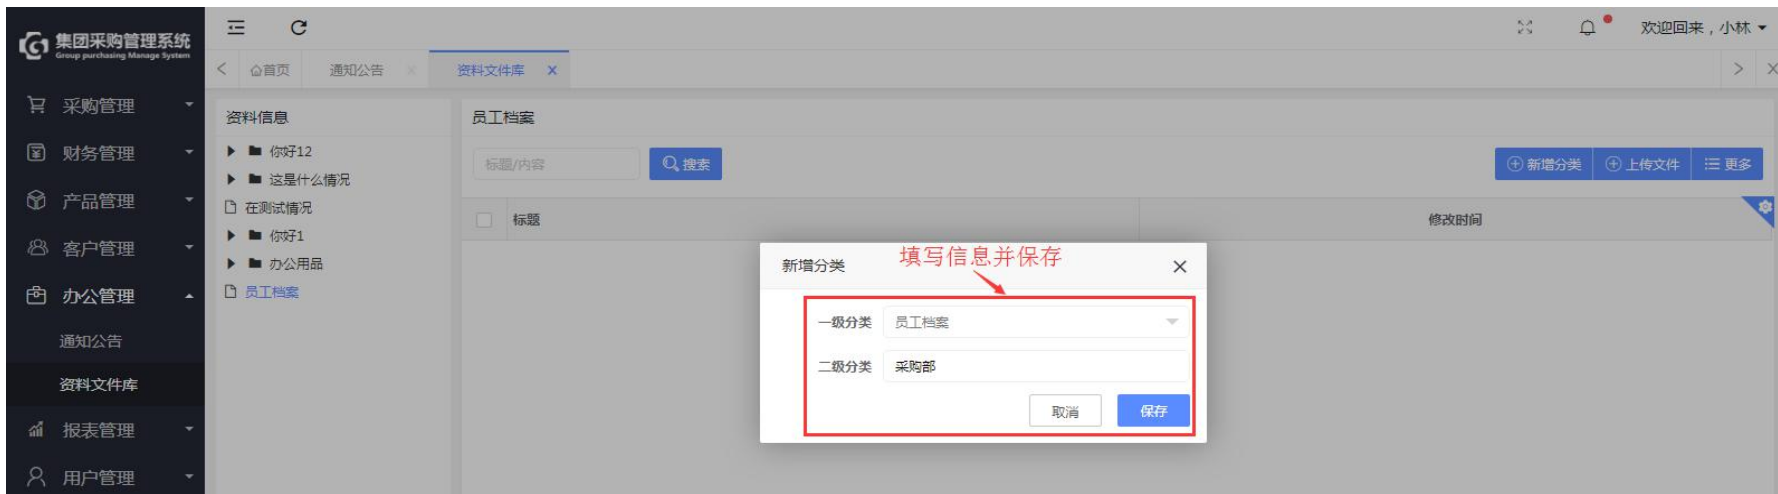 集团采购管理系统
Group purchasing Manage System
欢迎回来，小林
首页 通知公告 资料文件库
采购管理
财务管理
产品管理
客户管理
办公管理
通知公告
资料文件库
报表管理
用户管理
资料信息
你好12
这是什么情况
在测试情况
你好1
办公用品
员工档案
员工档案
标题/内容 搜索 新增分类 上传文件 更多
标题 修改时间
新增分类 填写信息并保存
一级分类 员工档案
二级分类 采购部
取消 保存